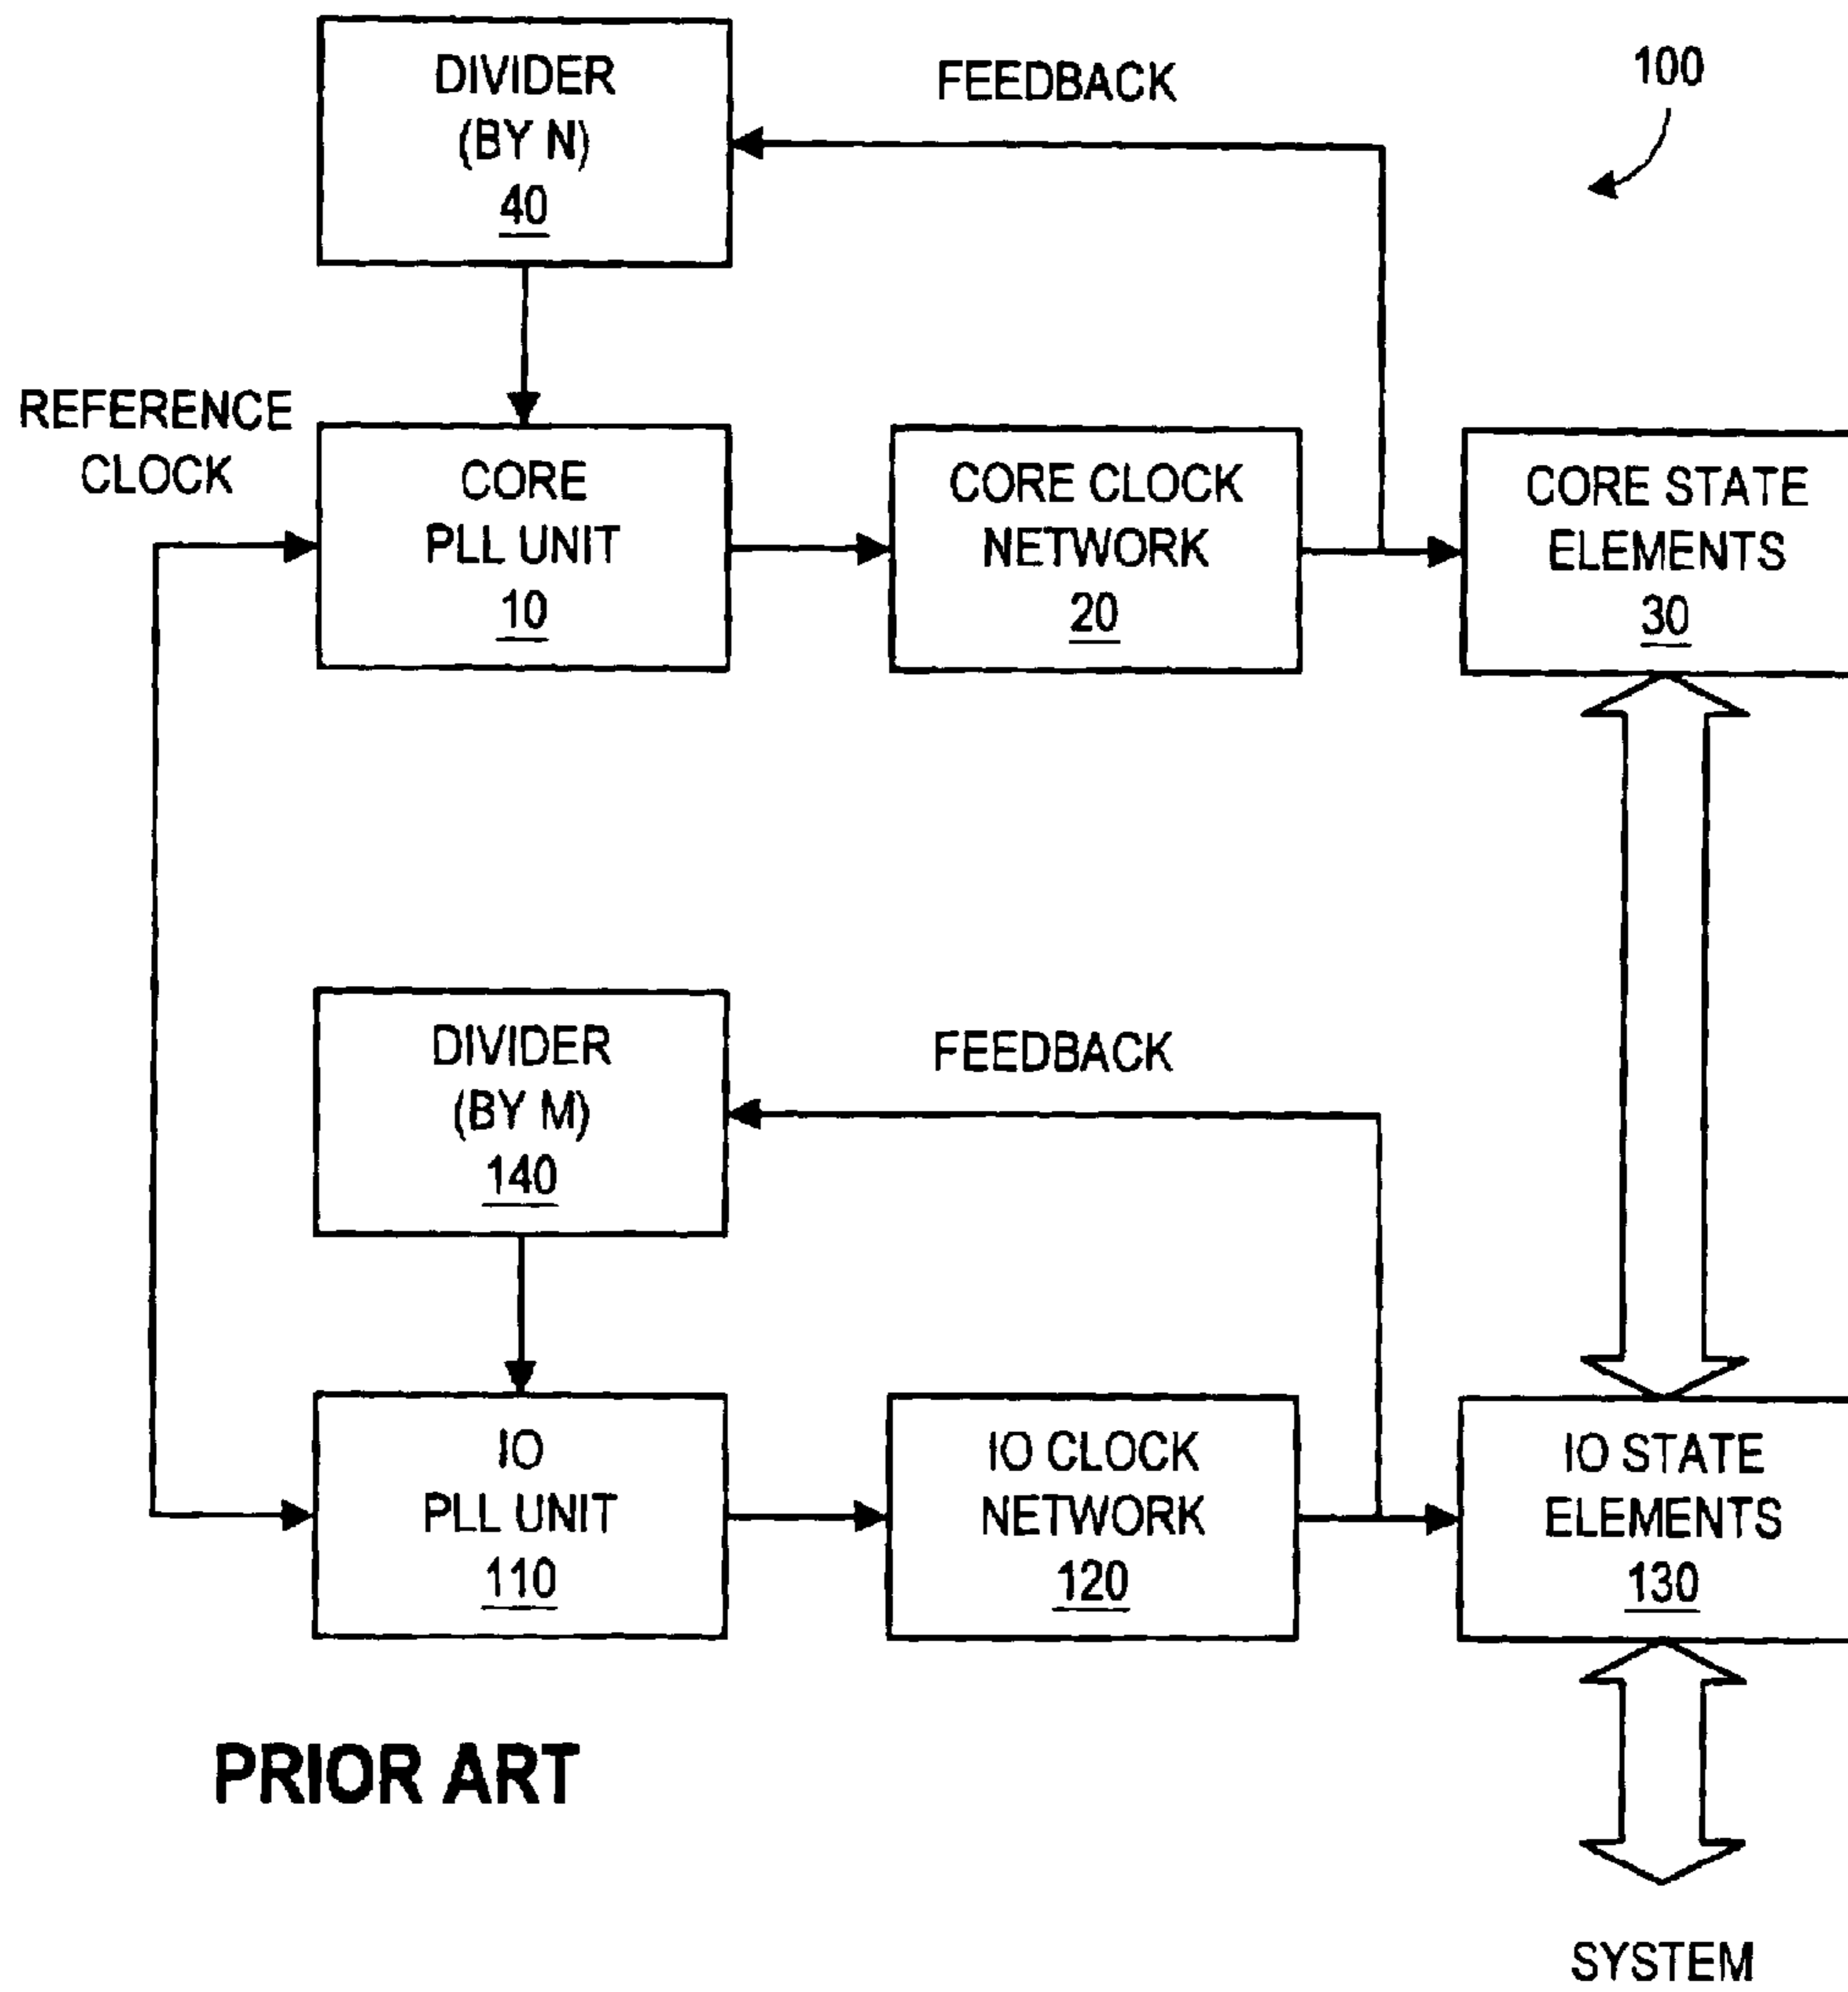 DIVIDER
(BY N)
40
FEEDBACK
100
REFERENCE
CLOCK
CORE
PLL UNIT
10
CORE CLOCK
NETWORK
20
CORE STATE
ELEMENTS
30
DIVIDER
(BY M)
140
FEEDBACK
IO
PLL UNIT
110
IO CLOCK
NETWORK
120
IO STATE
ELEMENTS
130
PRIOR ART
SYSTEM